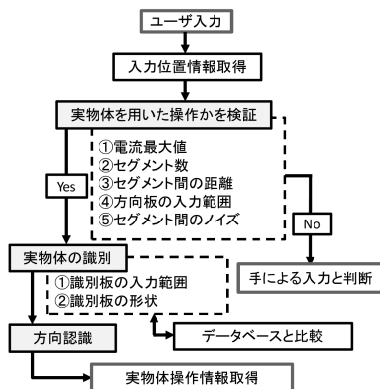 ユーザ入力
入力位置情報取得
実物体を用いた操作かを検証
①電流最大値
②セグメント数
③セグメント間の距離
④方向板の入力範囲
⑤セグメント間のノイズ
Yes
No
実物体の識別
手による入力と判断
①識別板の入力範囲
②識別板の形状
方向認識
データベースと比較
実物体操作情報取得